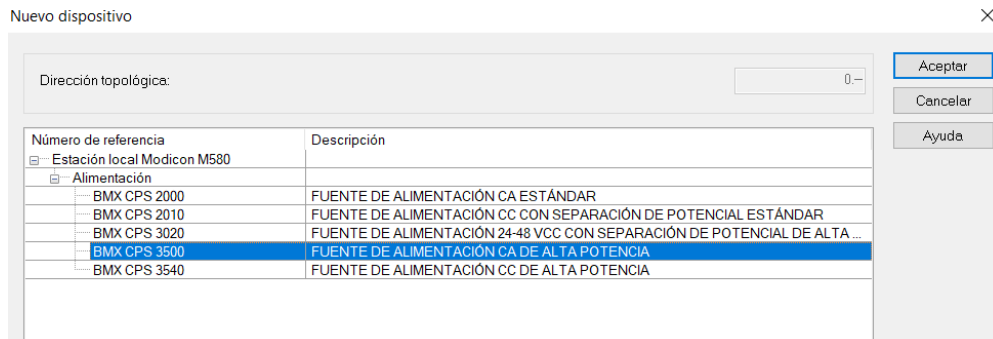 Nuevo dispositivo
Dirección topológica:
0.--
Aceptar
Cancelar
Ayuda
Número de referencia Descripción
Estación local Modicon M580
Alimentación
BMX CPS 2000 FUENTE DE ALIMENTACIÓN CA ESTÁNDAR
BMX CPS 2010 FUENTE DE ALIMENTACIÓN CC CON SEPARACIÓN DE POTENCIAL ESTÁNDAR
BMX CPS 3020 FUENTE DE ALIMENTACIÓN 24-48 VCC CON SEPARACIÓN DE POTENCIAL DE ALTA ...
BMX CPS 3500 FUENTE DE ALIMENTACIÓN CA DE ALTA POTENCIA
BMX CPS 3540 FUENTE DE ALIMENTACIÓN CC DE ALTA POTENCIA